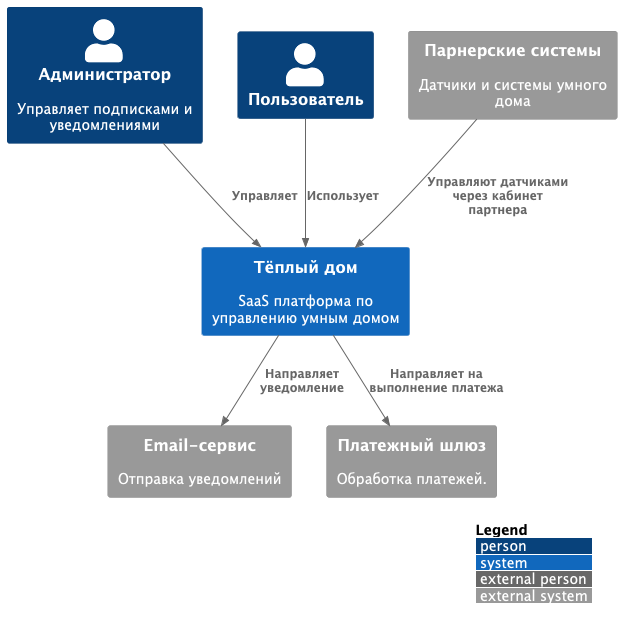 Администратор
Управляет подписками и
уведомлениями
Пользователь
Парнерские системы
Датчики и системы умного
дома
Управляет
Использует
Управляют датчиками
через кабинет
партнера
Тёплый дом
SaaS платформа по
управлению умным домом
Направляет
уведомление
Направляет на
выполнение платежа
Email-сервис
Отправка уведомлений
Платежный шлюз
Обработка платежей.
Legend
person
system
external person
external system